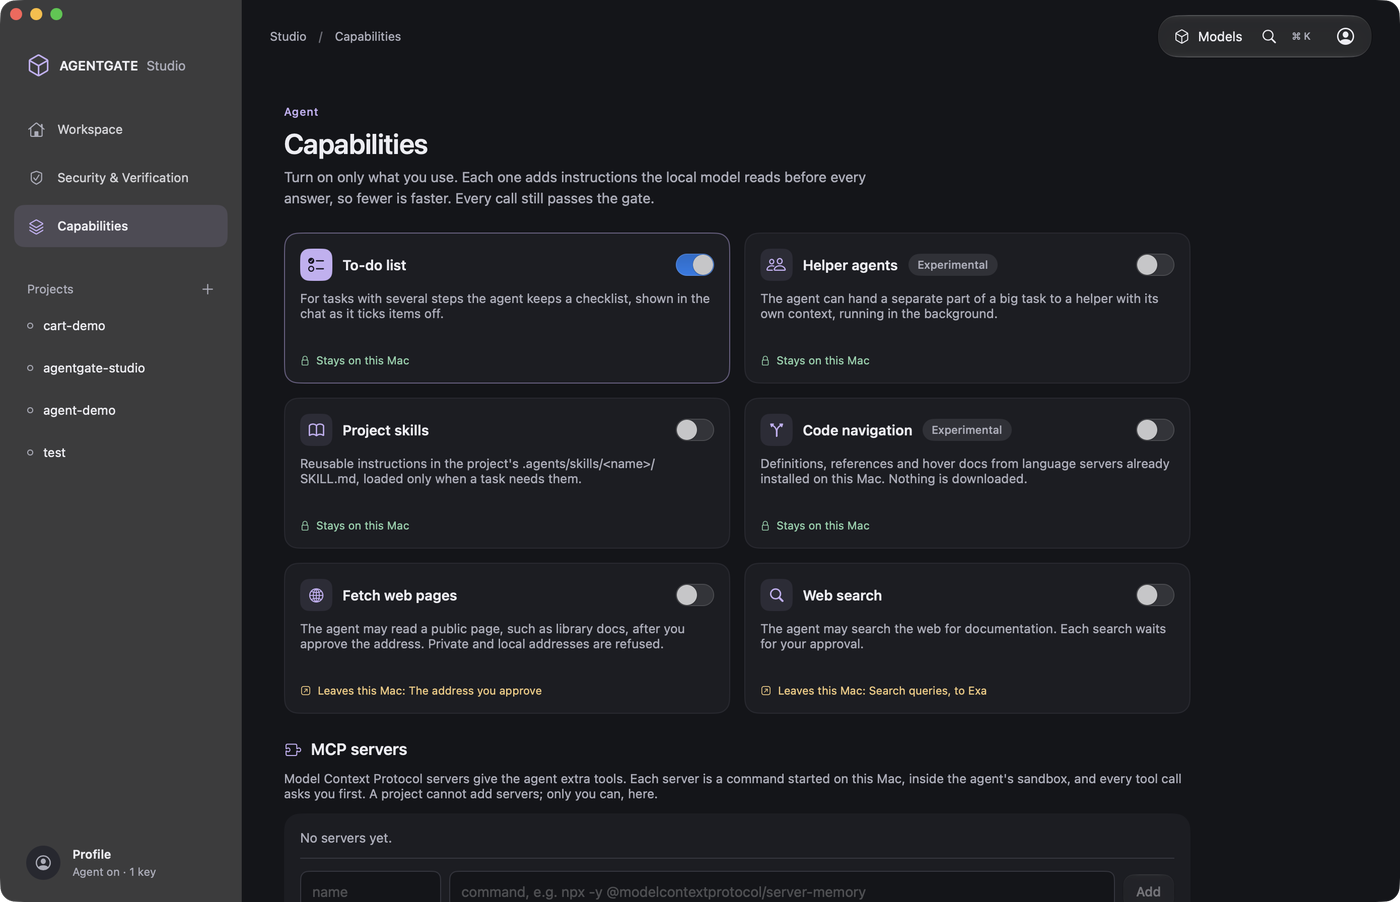 AGENTGATE Studio
Workspace
Security & Verification
Capabilities
Projects
cart-demo
agentgate-studio
agent-demo
test
Profile
Agent on · 1 key
Studio / Capabilities
Models
⌘ K
Agent
Capabilities
Turn on only what you use. Each one adds instructions the local model reads before every
answer, so fewer is faster. Every call still passes the gate.
To-do list
For tasks with several steps the agent keeps a checklist, shown in the
chat as it ticks items off.
Stays on this Mac
Helper agents Experimental
The agent can hand a separate part of a big task to a helper with its
own context, running in the background.
Stays on this Mac
Project skills
Reusable instructions in the project's .agents/skills/<name>/
SKILL.md, loaded only when a task needs them.
Stays on this Mac
Code navigation Experimental
Definitions, references and hover docs from language servers already
installed on this Mac. Nothing is downloaded.
Stays on this Mac
Fetch web pages
The agent may read a public page, such as library docs, after you
approve the address. Private and local addresses are refused.
Leaves this Mac: The address you approve
Web search
The agent may search the web for documentation. Each search waits
for your approval.
Leaves this Mac: Search queries, to Exa
MCP servers
Model Context Protocol servers give the agent extra tools. Each server is a command started on this Mac, inside the agent's sandbox, and every tool call
asks you first. A project cannot add servers; only you can, here.
No servers yet.
name
command, e.g. npx -y @modelcontextprotocol/server-memory
Add